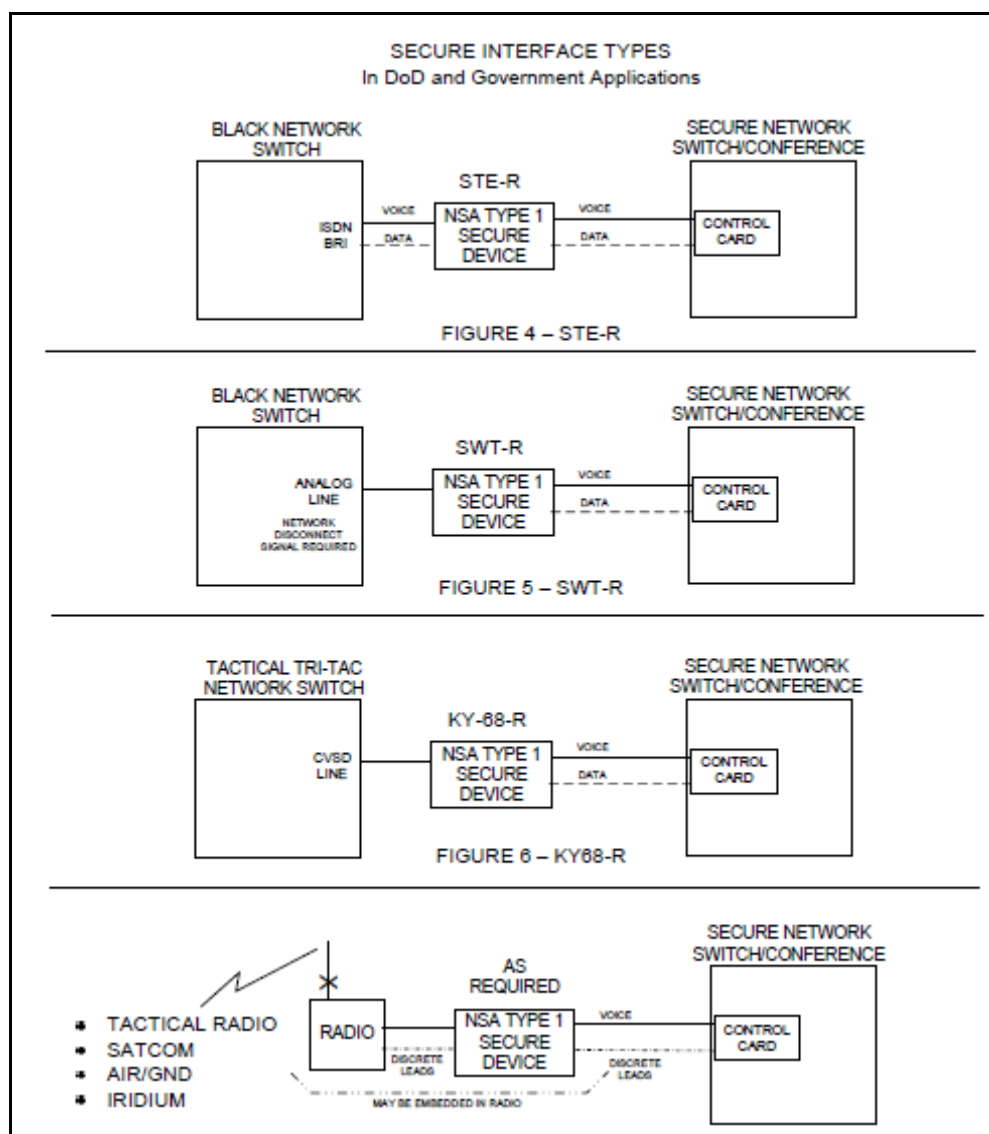 SECURE INTERFACE TYPES
In DoD and Government Applications
BLACK NETWORK
SWITCH
SECURE NETWORK
SWITCH/CONFERENCE
STE-R
ISDN
BRI
VOICE
DATA
NSA TYPE 1
SECURE
DEVICE
VOICE
DATA
CONTROL
CARD
FIGURE 4 – STE-R
BLACK NETWORK
SWITCH
SECURE NETWORK
SWITCH/CONFERENCE
SWT-R
ANALOG
LINE
NETWORK
DISCONNECT
SIGNAL REQUIRED
NSA TYPE 1
SECURE
DEVICE
VOICE
DATA
CONTROL
CARD
FIGURE 5 – SWT-R
TACTICAL TRI-TAC
NETWORK SWITCH
SECURE NETWORK
SWITCH/CONFERENCE
KY-68-R
CVSD
LINE
NSA TYPE 1
SECURE
DEVICE
VOICE
DATA
CONTROL
CARD
FIGURE 6 – KY68-R
SECURE NETWORK
SWITCH/CONFERENCE
AS
REQUIRED
• TACTICAL RADIO
• SATCOM
• AIR/GND
• IRIDIUM
RADIO
DISCRETE
LEADS
NSA TYPE 1
SECURE
DEVICE
VOICE
DISCRETE
LEADS
CONTROL
CARD
MAY BE EMBEDDED IN RADIO